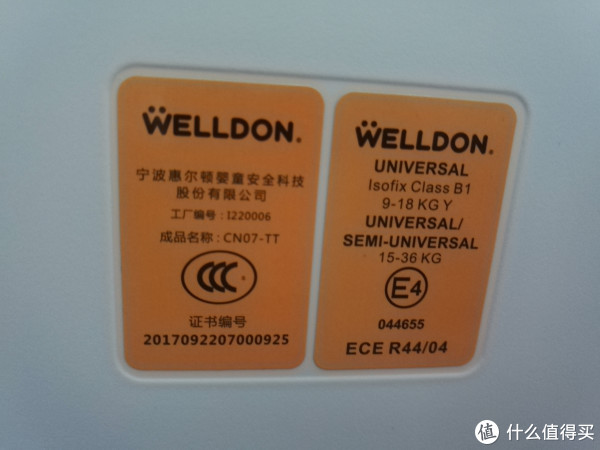 WELLDON.
宁波惠尔顿婴童安全科技
股份有限公司
工厂编号:I220006
成品名称:CN07-TT
CCC
证书编号
2017092207000925
WELLDON.
UNIVERSAL
Isofix Class B1
9-18 KG Y
UNIVERSAL/
SEMI-UNIVERSAL
15-36 KG
E4
044655
ECE R44/04
值 什么值得买